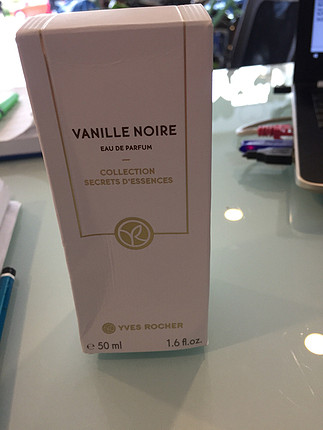 VANILLE NOIRE
EAU DE PARFUM
COLLECTION
SECRETS D'ESSENCES
YVES ROCHER
℮ 50 ml 1.6 fl.oz.